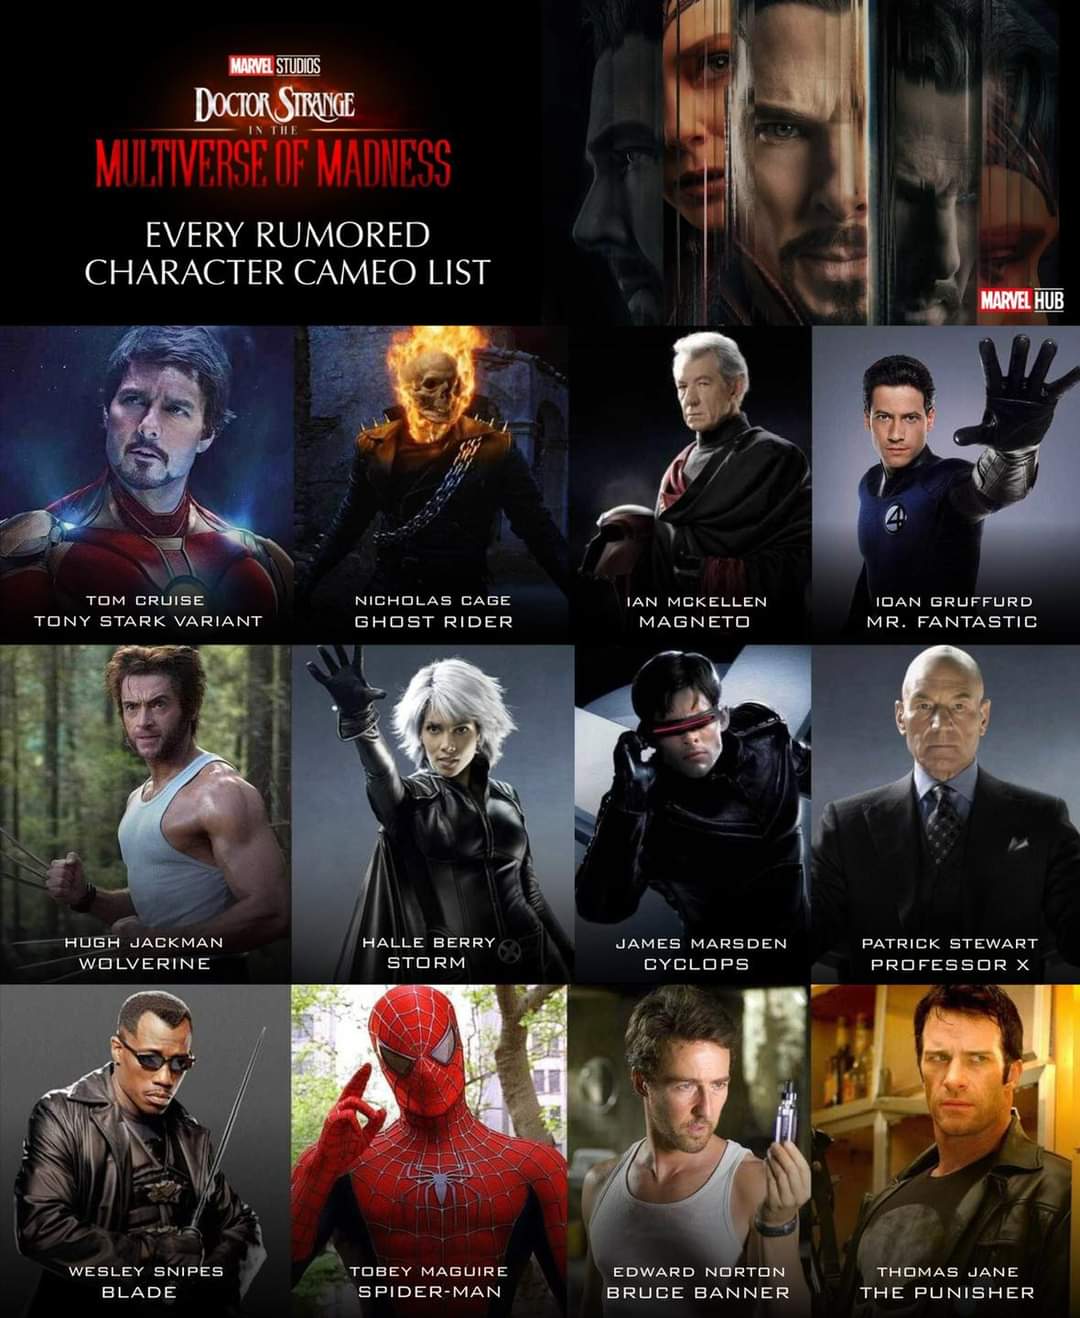 MARVEL STUDIOS
DOCTOR STRANGE
IN THE
MULTIVERSE OF MADNESS
EVERY RUMORED
CHARACTER CAMEO LIST
MARVEL HUB
TOM CRUISE
TONY STARK VARIANT
NICHOLAS CAGE
GHOST RIDER
IAN MCKELLEN
MAGNETO
4
IOAN GRUFFURD
MR. FANTASTIC
HUGH JACKMAN
WOLVERINE
HALLE BERRY
STORM
JAMES MARSDEN
CYCLOPS
PATRICK STEWART
PROFESSOR X
WESLEY SNIPES
BLADE
TOBEY MAGUIRE
SPIDER-MAN
EDWARD NORTON
BRUCE BANNER
THOMAS JANE
THE PUNISHER